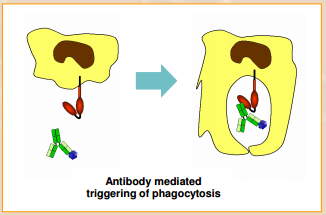 Antibody mediated
triggering of phagocytosis